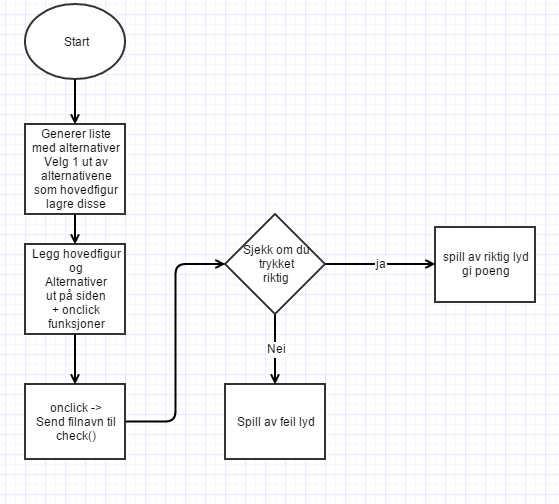 Start
Generer liste
med alternativer
Velg 1 ut av
alternativene
som hovedfigur
lagre disse
Legg hovedfigur
og
Alternativer
ut på siden
+ onclick
funksjoner
onclick ->
Send filnavn til
check()
Sjekk om du
trykket
riktig
ja
spill av riktig lyd
gi poeng
Nei
Spill av feil lyd